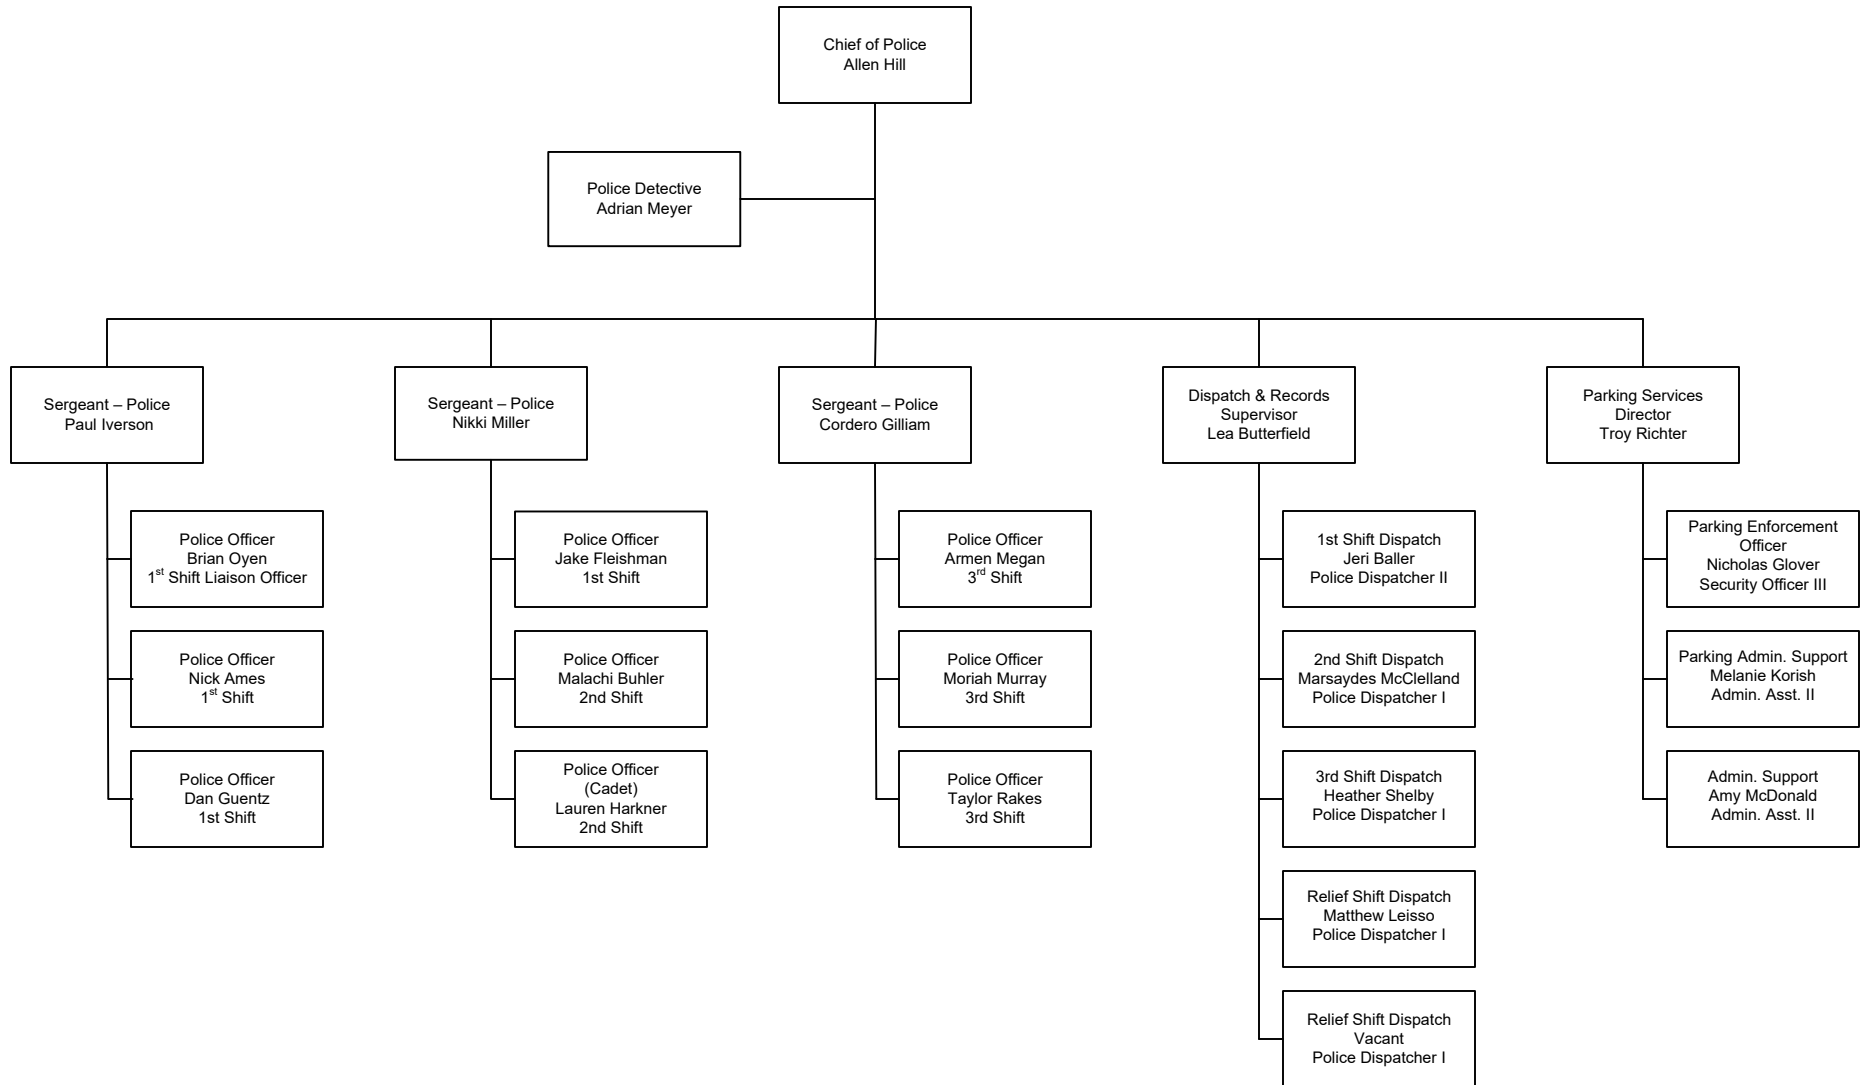 Chief of Police
Allen Hill
Police Detective
Adrian Meyer
Sergeant – Police
Paul Iverson
Sergeant – Police
Nikki Miller
Sergeant – Police
Cordero Gilliam
Dispatch & Records
Supervisor
Lea Butterfield
Parking Services
Director
Troy Richter
Police Officer
Brian Oyen
1st Shift Liaison Officer
Police Officer
Nick Ames
1st Shift
Police Officer
Dan Guentz
1st Shift
Police Officer
Jake Fleishman
1st Shift
Police Officer
Malachi Buhler
2nd Shift
Police Officer
(Cadet)
Lauren Harkner
2nd Shift
Police Officer
Armen Megan
3rd Shift
Police Officer
Moriah Murray
3rd Shift
Police Officer
Taylor Rakes
3rd Shift
1st Shift Dispatch
Jeri Baller
Police Dispatcher II
2nd Shift Dispatch
Marsaydes McClelland
Police Dispatcher I
3rd Shift Dispatch
Heather Shelby
Police Dispatcher I
Relief Shift Dispatch
Matthew Leisso
Police Dispatcher I
Relief Shift Dispatch
Vacant
Police Dispatcher I
Parking Enforcement
Officer
Nicholas Glover
Security Officer III
Parking Admin. Support
Melanie Korish
Admin. Asst. II
Admin. Support
Amy McDonald
Admin. Asst. II